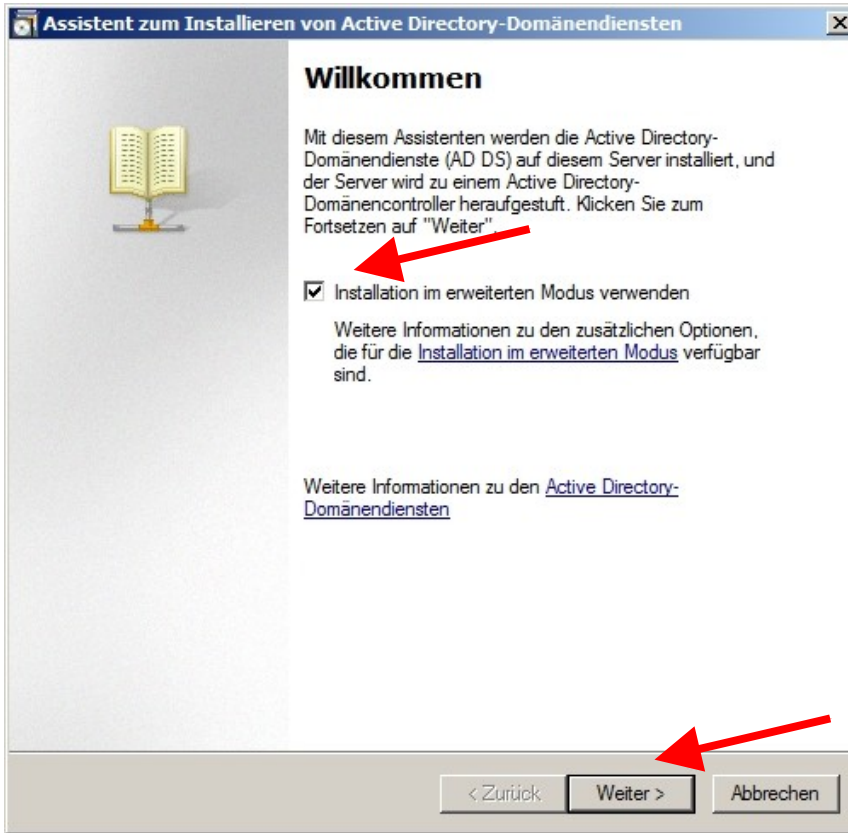 Assistent zum Installieren von Active Directory-Domänendiensten
Willkommen
Mit diesem Assistenten werden die Active Directory-
Domänendienste (AD DS) auf diesem Server installiert, und
der Server wird zu einem Active Directory-
Domänencontroller heraufgestuft. Klicken Sie zum
Fortsetzen auf "Weiter".
Installation im erweiterten Modus verwenden
Weitere Informationen zu den zusätzlichen Optionen,
die für die Installation im erweiterten Modus verfügbar
sind.
Weitere Informationen zu den Active Directory-
Domänendiensten
< Zurück
Weiter >
Abbrechen